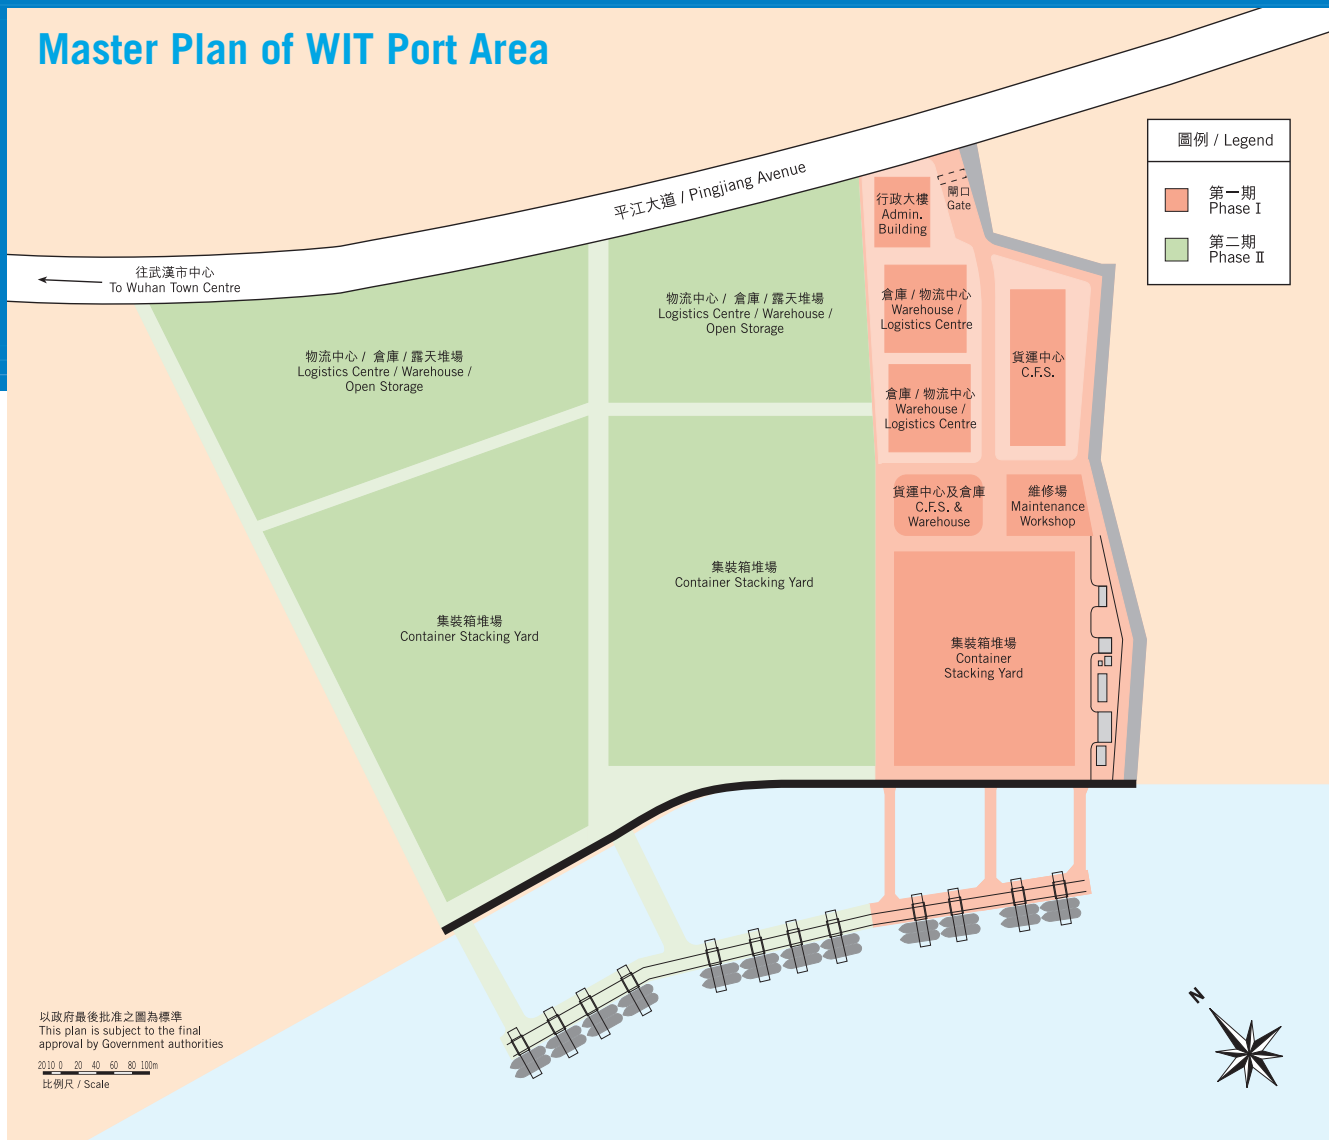 Master Plan of WIT Port Area
圖例 / Legend
第一期
Phase I
第二期
Phase II
平江大道 / Pingjiang Avenue
往武漢市中心
To Wuhan Town Centre
行政大樓
Admin.
Building
閘口
Gate
物流中心 / 倉庫 / 露天堆場
Logistics Centre / Warehouse /
Open Storage
物流中心 / 倉庫 / 露天堆場
Logistics Centre / Warehouse /
Open Storage
倉庫 / 物流中心
Warehouse /
Logistics Centre
貨運中心
C.F.S.
倉庫 / 物流中心
Warehouse /
Logistics Centre
貨運中心及倉庫
C.F.S. &
Warehouse
維修場
Maintenance
Workshop
集裝箱堆場
Container Stacking Yard
集裝箱堆場
Container Stacking Yard
集裝箱堆場
Container
Stacking Yard
N
以政府最後批准之圖為標準
This plan is subject to the final
approval by Government authorities
20 10 0 20 40 60 80 100m
比例尺 / Scale